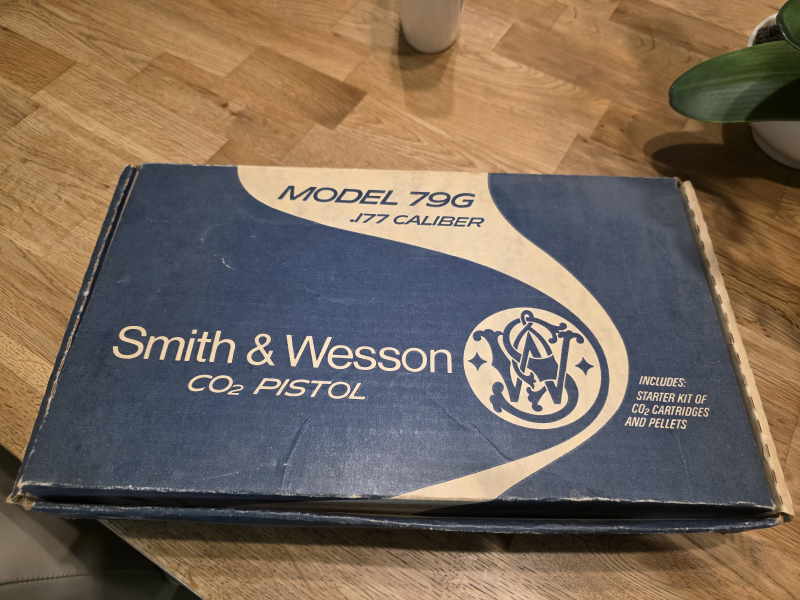 MODEL 79G
.177 CALIBER
Smith & Wesson
CO2 PISTOL
INCLUDES:
STARTER KIT OF
CO2 CARTRIDGES
AND PELLETS